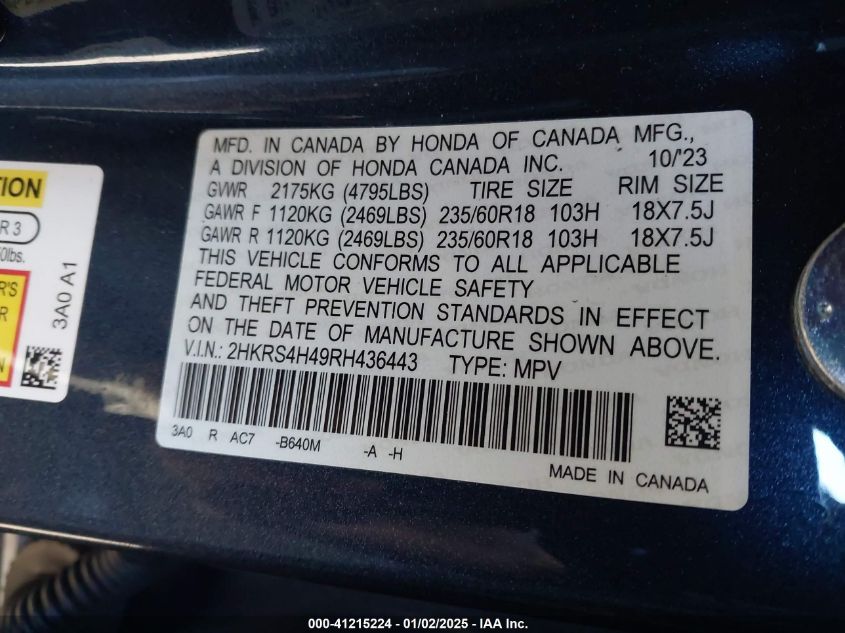 MFD. IN CANADA BY HONDA OF CANADA MFG.,
A DIVISION OF HONDA CANADA INC. 10/'23
GVWR 2175KG (4795LBS) TIRE SIZE RIM SIZE
GAWR F 1120KG (2469LBS) 235/60R18 103H 18X7.5J
GAWR R 1120KG (2469LBS) 235/60R18 103H 18X7.5J
THIS VEHICLE CONFORMS TO ALL APPLICABLE
FEDERAL MOTOR VEHICLE SAFETY
AND THEFT PREVENTION STANDARDS IN EFFECT
ON THE DATE OF MANUFACTURE SHOWN ABOVE.
V.I.N.: 2HKRS4H49RH436443 TYPE: MPV
3A0 R AC7 -B640M -A -H
MADE IN CANADA
TION
R 3
0lbs.
'S
R
N
3A0 A1
000-41215224 - 01/02/2025 - IAA Inc.